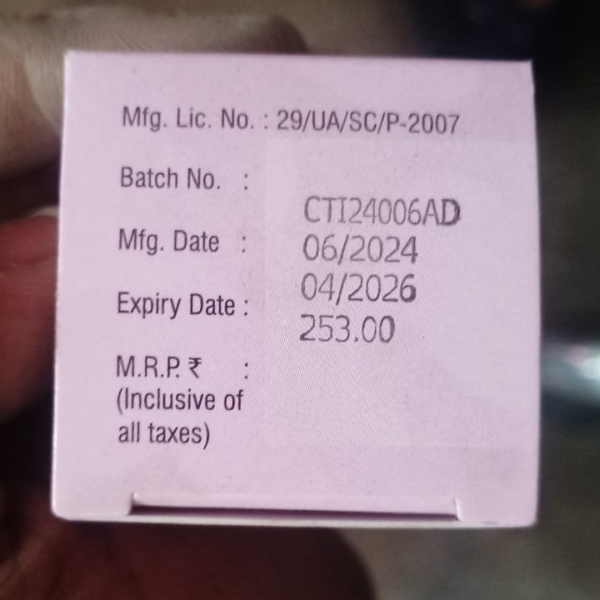 Mfg. Lic. No. : 29/UA/SC/P-2007
Batch No. :
CTI24006AD
Mfg. Date :
06/2024
Expiry Date :
04/2026
253.00
M.R.P. ₹ :
(Inclusive of
all taxes)